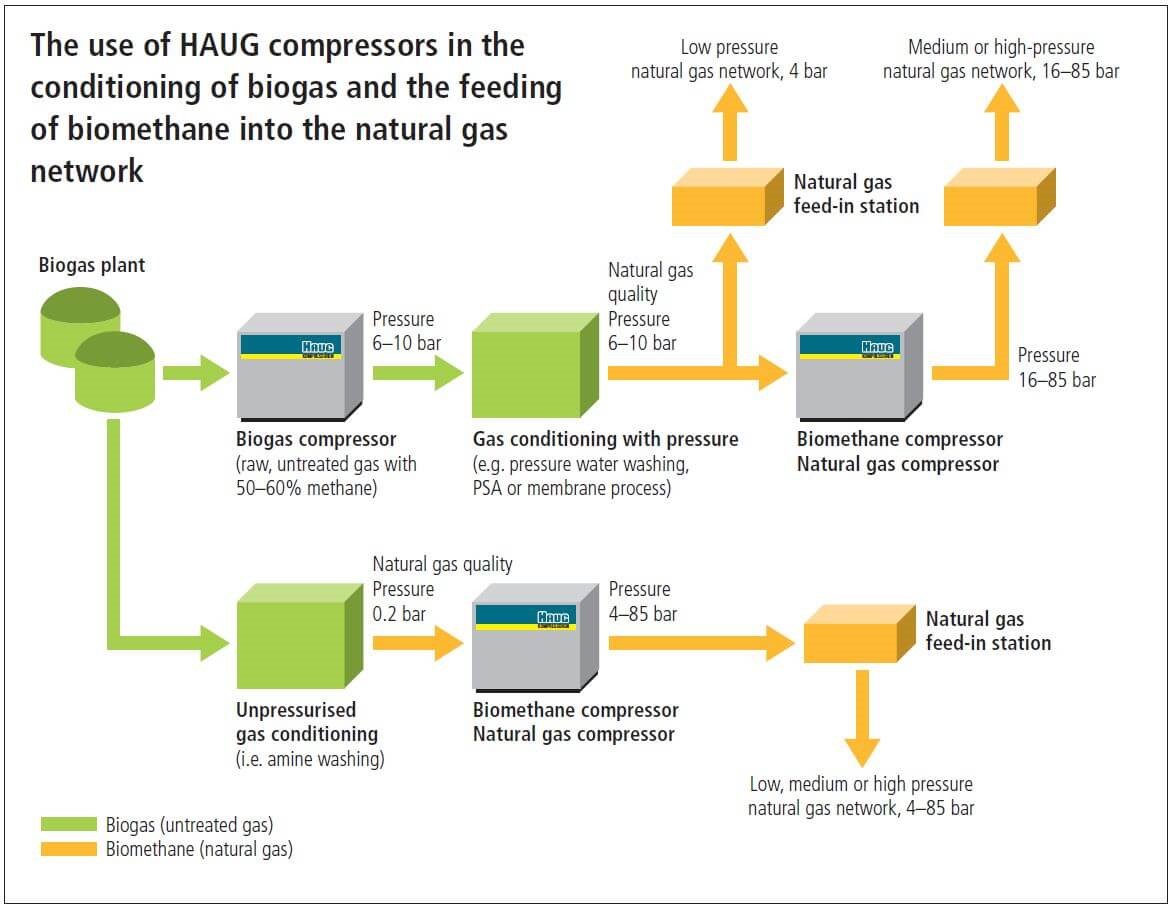 The use of HAUG compressors in the
conditioning of biogas and the feeding
of biomethane into the natural gas
network
Low pressure
natural gas network, 4 bar
Medium or high-pressure
natural gas network, 16–85 bar
Natural gas
feed-in station
Biogas plant
HAUG
Pressure
6–10 bar
Natural gas
quality
Pressure
6–10 bar
HAUG
Pressure
16–85 bar
Biogas compressor
(raw, untreated gas with
50–60% methane)
Gas conditioning with pressure
(e.g. pressure water washing,
PSA or membrane process)
Biomethane compressor
Natural gas compressor
Natural gas quality
Pressure
0.2 bar
HAUG
Pressure
4–85 bar
Natural gas
feed-in station
Unpressurised
gas conditioning
(i.e. amine washing)
Biomethane compressor
Natural gas compressor
Low, medium or high pressure
natural gas network, 4–85 bar
Biogas (untreated gas)
Biomethane (natural gas)